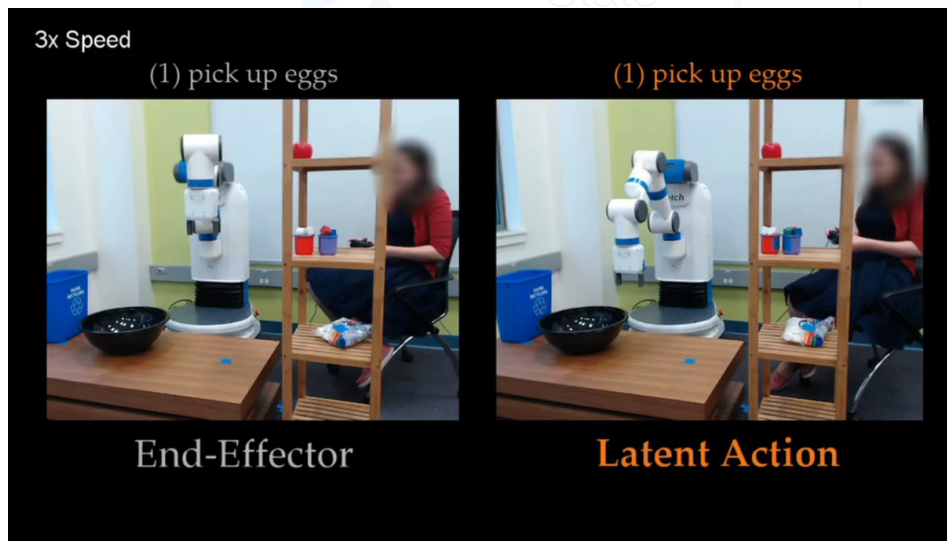 3x Speed
(1) pick up eggs
(1) pick up eggs
End-Effector
Latent Action